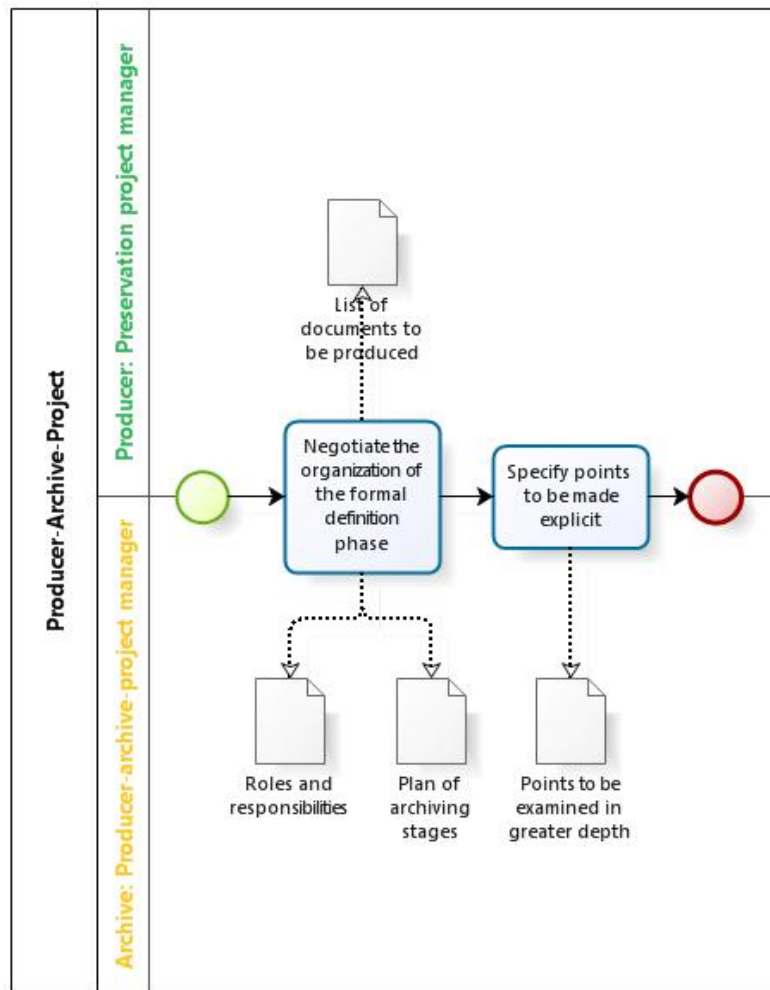 Producer-Archive-Project
Producer: Preservation project manager
Archive: Producer-archive-project manager
List of
documents to
be produced
Negotiate the
organization of
the formal
definition
phase
Specify points
to be made
explicit
Roles and
responsibilities
Plan of
archiving
stages
Points to be
examined in
greater depth